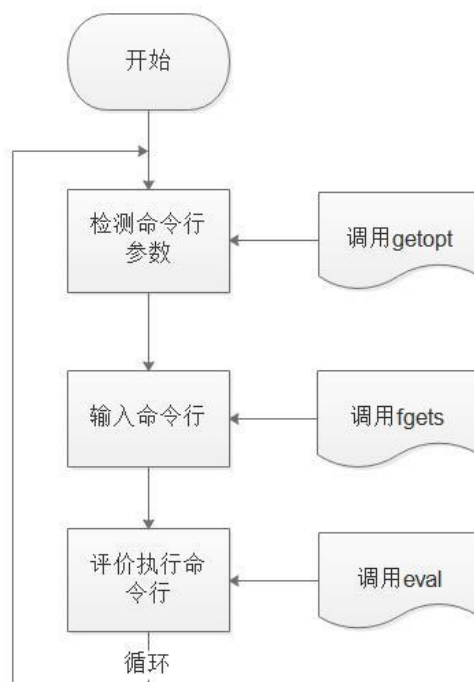 开始
检测命令行
参数
调用getopt
输入命令行
调用fgets
评价执行命
令行
调用eval
循环